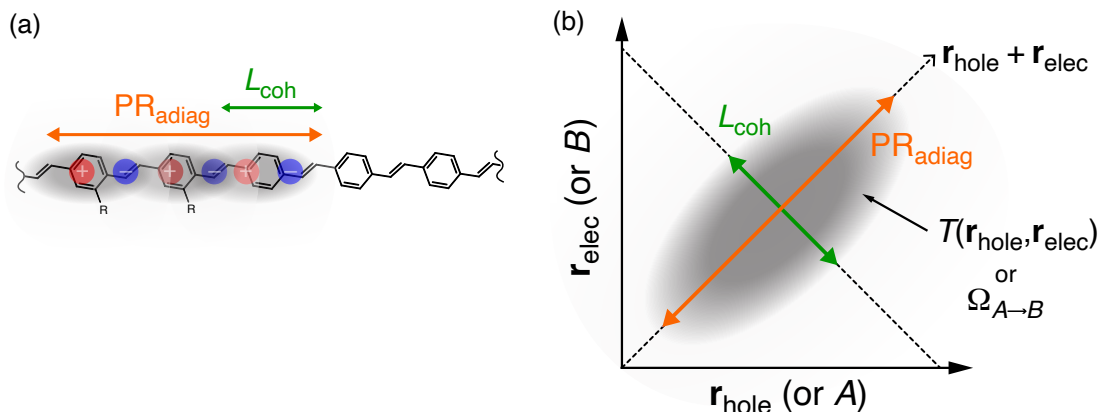 (a)
L_coh
PR_adiag
+ − + − + −
R R
(b)
r_hole + r_elec
L_coh
PR_adiag
r_elec (or B)
T(r_hole,r_elec)
or
Ω_A→B
r_hole (or A)